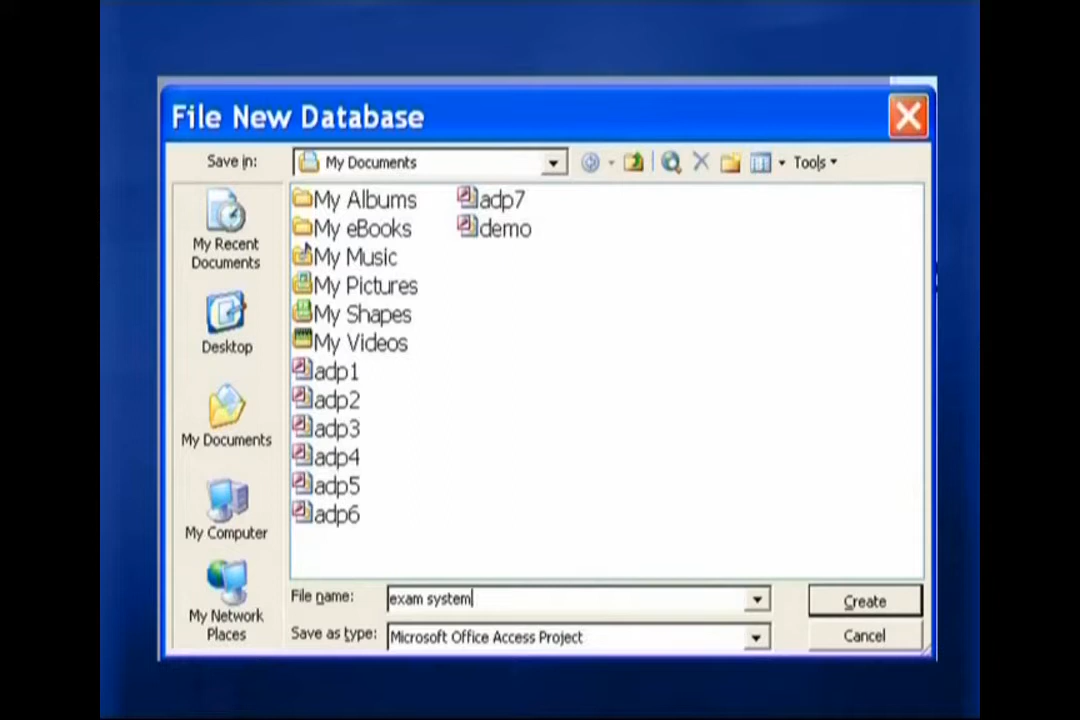 File New Database
Save in:
My Documents
Tools
My Recent
Documents
Desktop
My Documents
My Computer
My Network
Places
My Albums
My eBooks
My Music
My Pictures
My Shapes
My Videos
adp1
adp2
adp3
adp4
adp5
adp6
adp7
demo
File name:
exam system
Create
Save as type:
Microsoft Office Access Project
Cancel